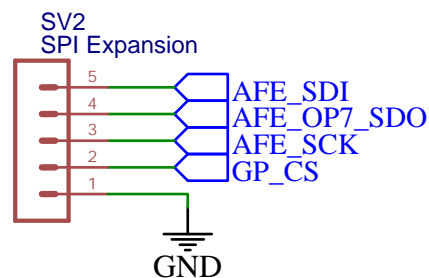 SV2
SPI Expansion
5
AFE_SDI
4
AFE_OP7_SDO
3
AFE_SCK
2
GP_CS
1
GND